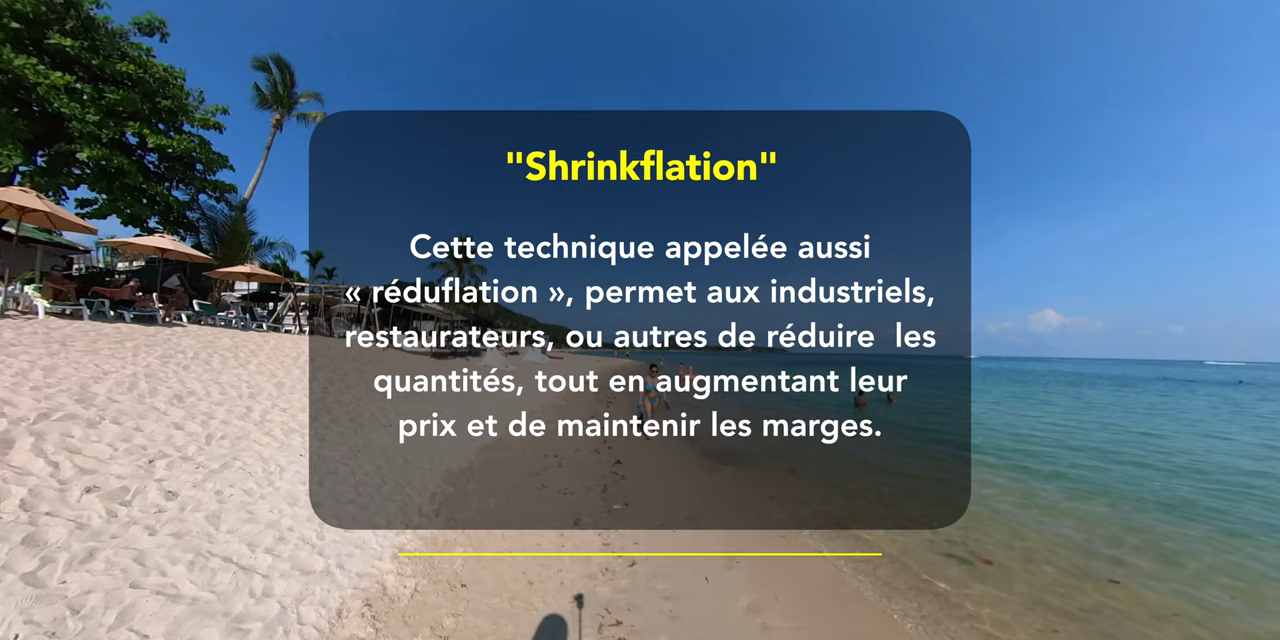 "Shrinkflation"
Cette technique appelée aussi
« réduflation », permet aux industriels,
restaurateurs, ou autres de réduire  les
quantités, tout en augmentant leur
prix et de maintenir les marges.